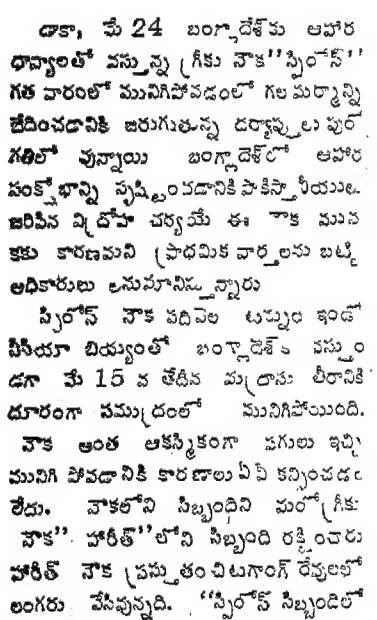 డాకా, మే 24 బంగ్లాదేశ్‌కు ఆహార
ధాన్యాలతో వస్తున్న గ్రీకు నౌక "స్పిరోస్"
గత వారంలో మునిగిపోవడంలో గల మర్మాన్ని
ఛేదించడానికి జరుగుతున్న దర్యాప్తులు పురో
గతిలో వున్నాయి బంగ్లాదేశ్‌లో ఆహార
సంక్షోభాన్ని సృష్టించడానికి పాకిస్తానీయులు
జరిపిన విద్రోహ చర్యయే ఈ నౌక మున
కకు కారణమని ప్రాధమిక వార్తలను బట్టి
అధికారులు అనుమానిస్తున్నారు
స్పిరోస్ నౌక పదివేల టన్నుల ఇండో
నీసియా బియ్యంతో బంగ్లాదేశ్‌కు వస్తుం
డగా మే 15 వ తేదీన మద్రాసు తీరానికి
దూరంగా సముద్రంలో మునిగిపోయింది.
నౌక అంత ఆకస్మికంగా పగులు ఇచ్చి
మునిగి పోవడానికి కారణాలు ఏవీ కన్పించడం
లేదు. నౌకలోని సిబ్బందిని మరో గ్రీకు
నౌక" హారీత్"లోని సిబ్బంది రక్షించారు
హారీత్ నౌక ప్రస్తుతం చిటగాంగ్ రేవులలో
లంగరు వేసివున్నది. "స్పిరోస్ సిబ్బందిలో